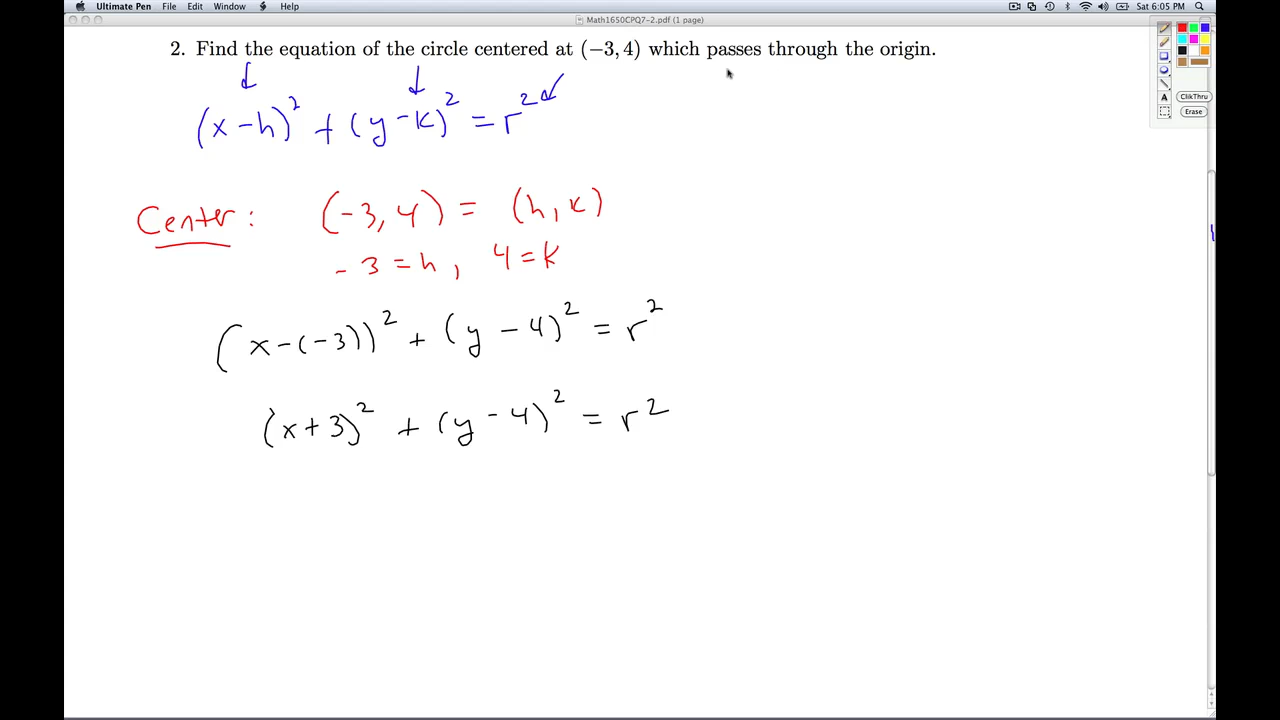 Ultimate Pen File Edit Window Help Sat 6:05 PM
Math1650CPQ7-2.pdf (1 page)
2. Find the equation of the circle centered at (−3, 4) which passes through the origin.
(x-h)² + (y-k)² = r²
Center: (-3, 4) = (h, k)
-3 = h, 4 = k
(x-(-3))² + (y-4)² = r²
(x+3)² + (y-4)² = r²
A
ClikThru
Erase